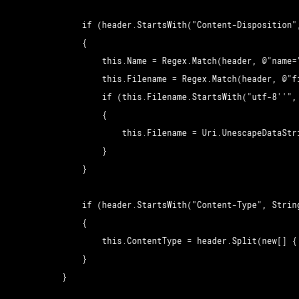 if (header.StartsWith("Content-Disposition",
{
this.Name = Regex.Match(header, @"name="
this.Filename = Regex.Match(header, @"fi
if (this.Filename.StartsWith("utf-8''",
{
this.Filename = Uri.UnescapeDataStri
}
}
if (header.StartsWith("Content-Type", String
{
this.ContentType = header.Split(new[] {
}
}